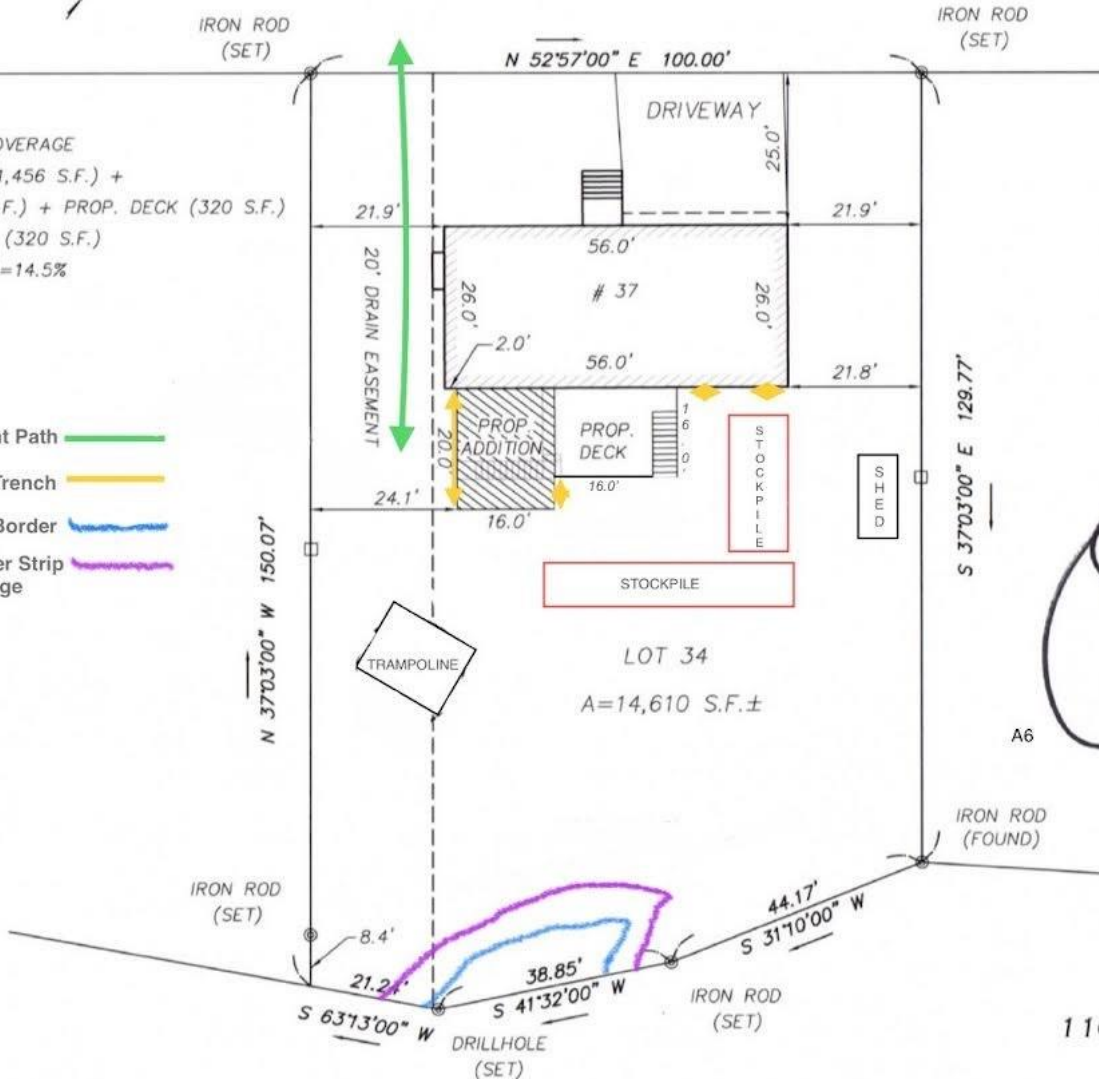 IRON ROD
(SET)
IRON ROD
(SET)
N 52°57'00" E 100.00'
DRIVEWAY
25.0'
OVERAGE
1,456 S.F.) +
F.) + PROP. DECK (320 S.F.)
(320 S.F.)
=14.5%
21.9'
21.9'
56.0'
# 37
26.0'
26.0'
20' DRAIN EASEMENT
2.0'
56.0'
21.8'
S 37°03'00" E 129.77'
t Path
Trench
Border
er Strip
ge
PROP.
ADDITION
20.0'
PROP.
DECK
16.0'
16.0'
STOCKPILE
SHED
24.1'
16.0'
N 37°03'00" W 150.07'
STOCKPILE
TRAMPOLINE
LOT 34
A=14,610 S.F.±
A6
IRON ROD
(FOUND)
IRON ROD
(SET)
8.4'
44.17'
S 31°10'00" W
21.24'
38.85'
S 41°32'00" W
S 63°13'00" W
IRON ROD
(SET)
DRILLHOLE
(SET)
11